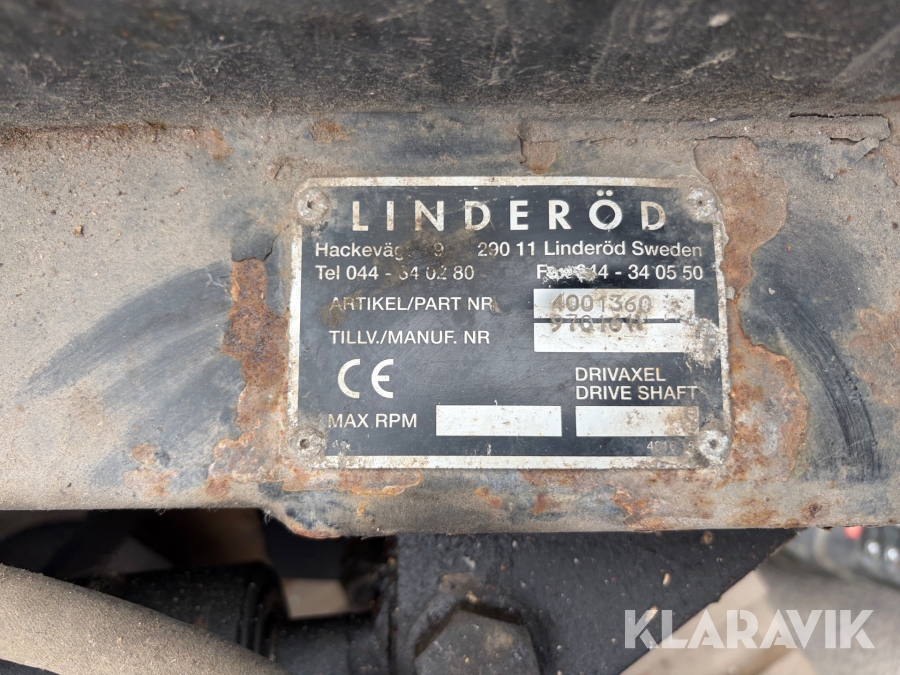 LINDERÖD
290 11 Linderöd Sweden
Tel 044 - 34 02 80 044 - 34 05 50
ARTIKEL/PART NR 4001360
TILLV./MANUF. NR
CE
DRIVAXEL
DRIVE SHAFT
MAX RPM
KLARAVIK